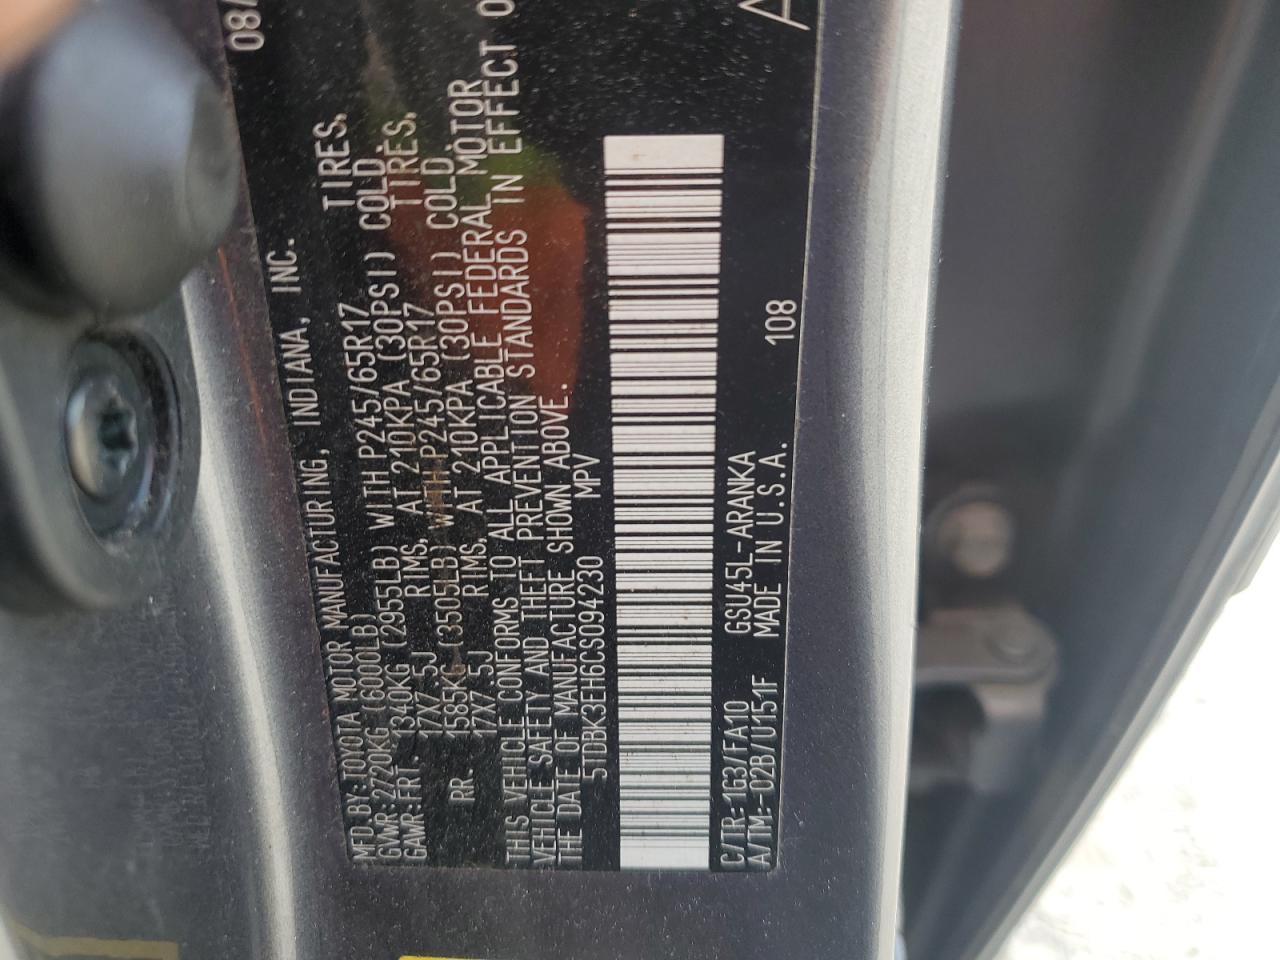 MFD. BY: TOYOTA MOTOR MANUFACTURING, INDIANA, INC. 08/
GVWR: 2720KG (6000LB)
GAWR: FRT. 1340KG (2955LB) WITH P245/65R17 TIRES,
17X7.5J RIMS, AT 210KPA (30PSI) COLD.
RR. 1585KG (3505LB) WITH P245/65R17 TIRES,
17X7.5J RIMS, AT 210KPA (30PSI) COLD.
THIS VEHICLE CONFORMS TO ALL APPLICABLE FEDERAL MOTOR
VEHICLE SAFETY AND THEFT PREVENTION STANDARDS IN EFFECT
THE DATE OF MANUFACTURE SHOWN ABOVE.
5TDBK3EH6CS094230 MPV
C/TR: 1G3/FA10 GSU45L-ARANKA
A/TM: -02B/U151F MADE IN U.S.A. 108